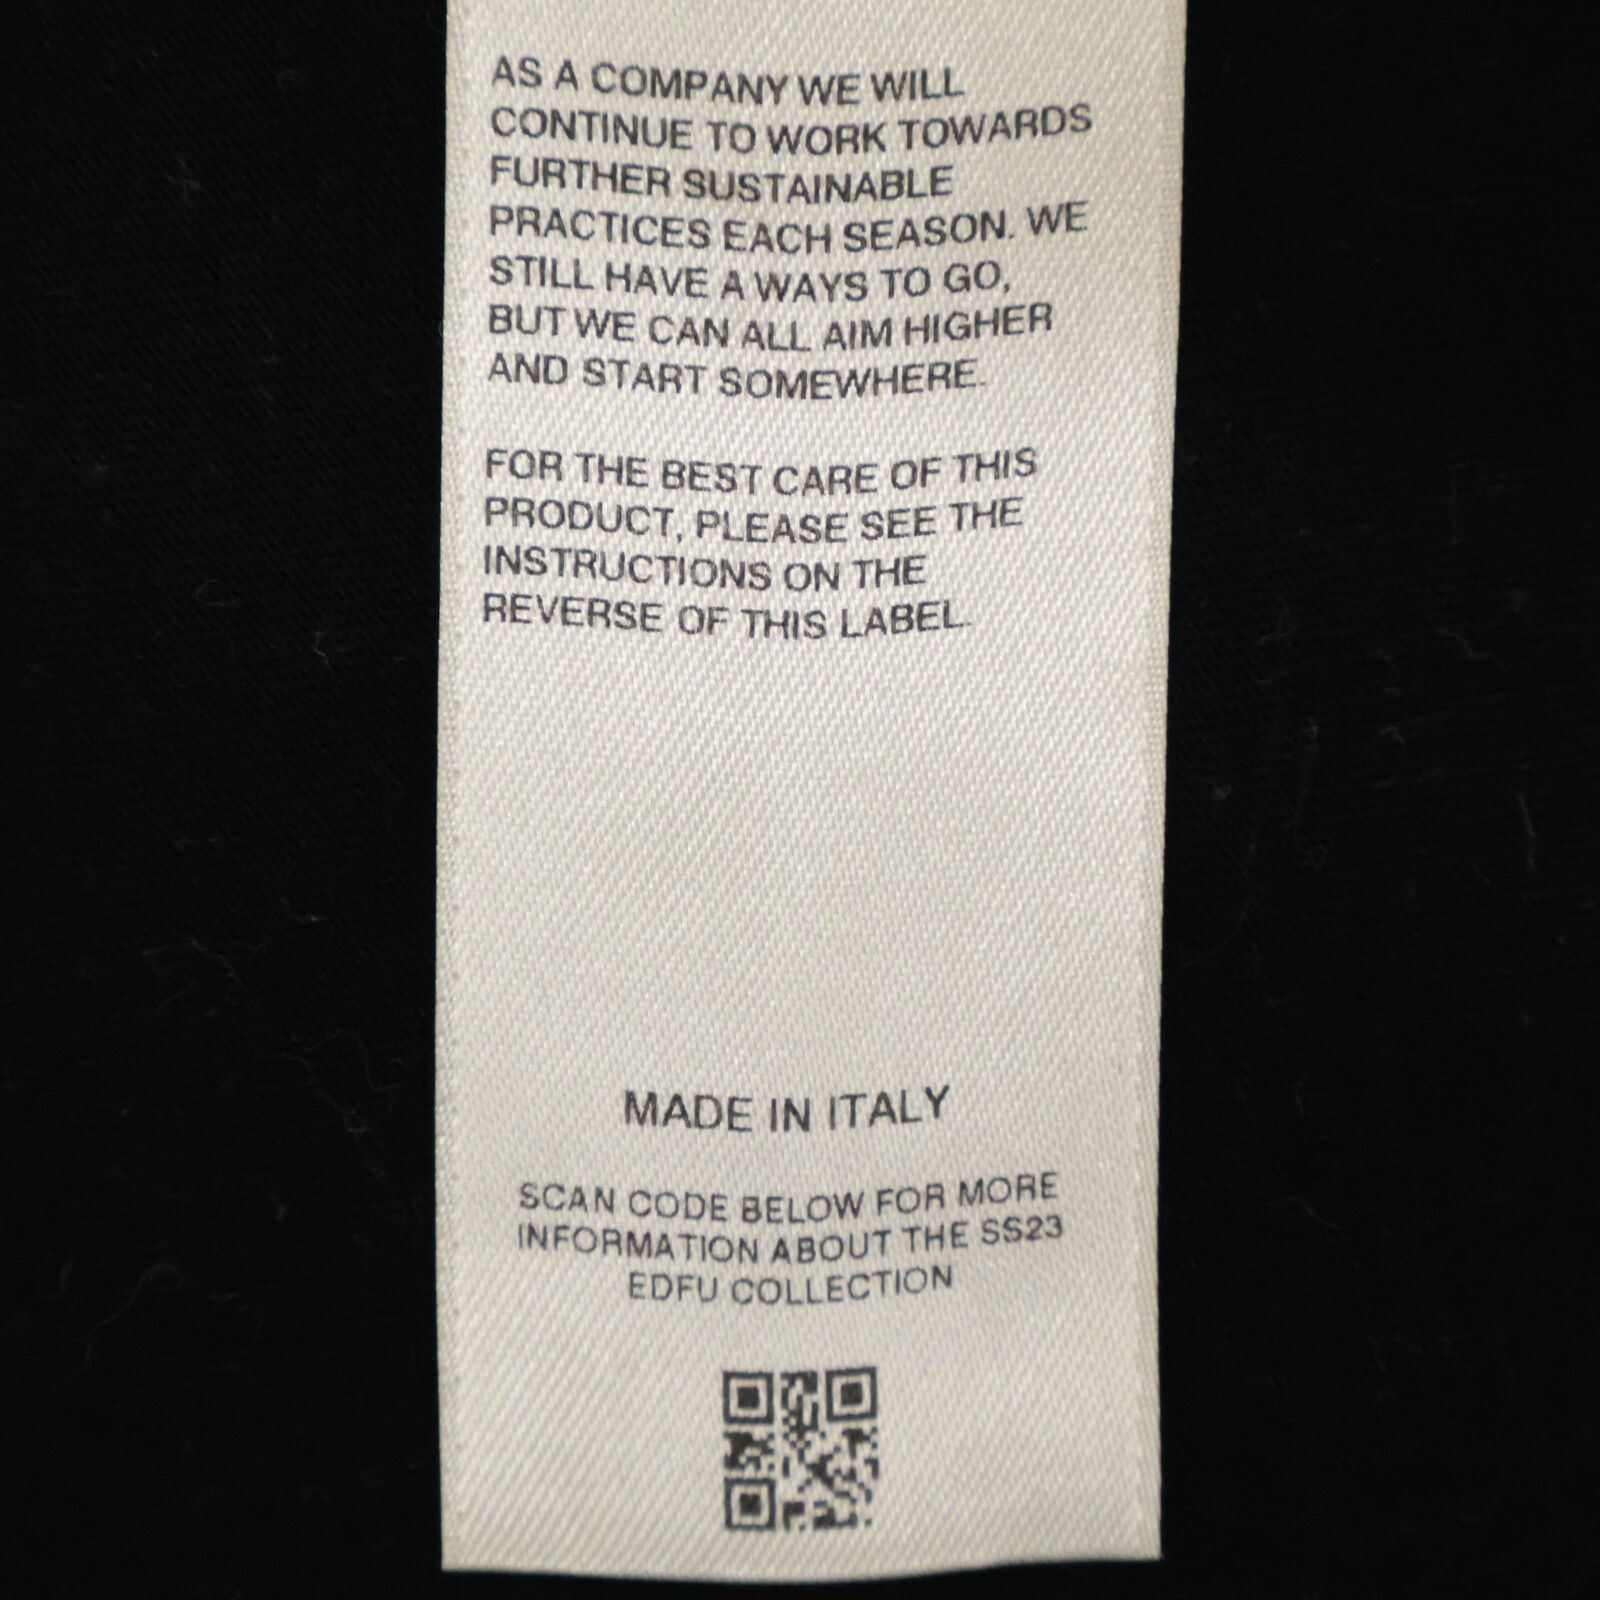 AS A COMPANY WE WILL
CONTINUE TO WORK TOWARDS
FURTHER SUSTAINABLE
PRACTICES EACH SEASON. WE
STILL HAVE A WAYS TO GO,
BUT WE CAN ALL AIM HIGHER
AND START SOMEWHERE.
FOR THE BEST CARE OF THIS
PRODUCT, PLEASE SEE THE
INSTRUCTIONS ON THE
REVERSE OF THIS LABEL.
MADE IN ITALY
SCAN CODE BELOW FOR MORE
INFORMATION ABOUT THE SS23
EDFU COLLECTION